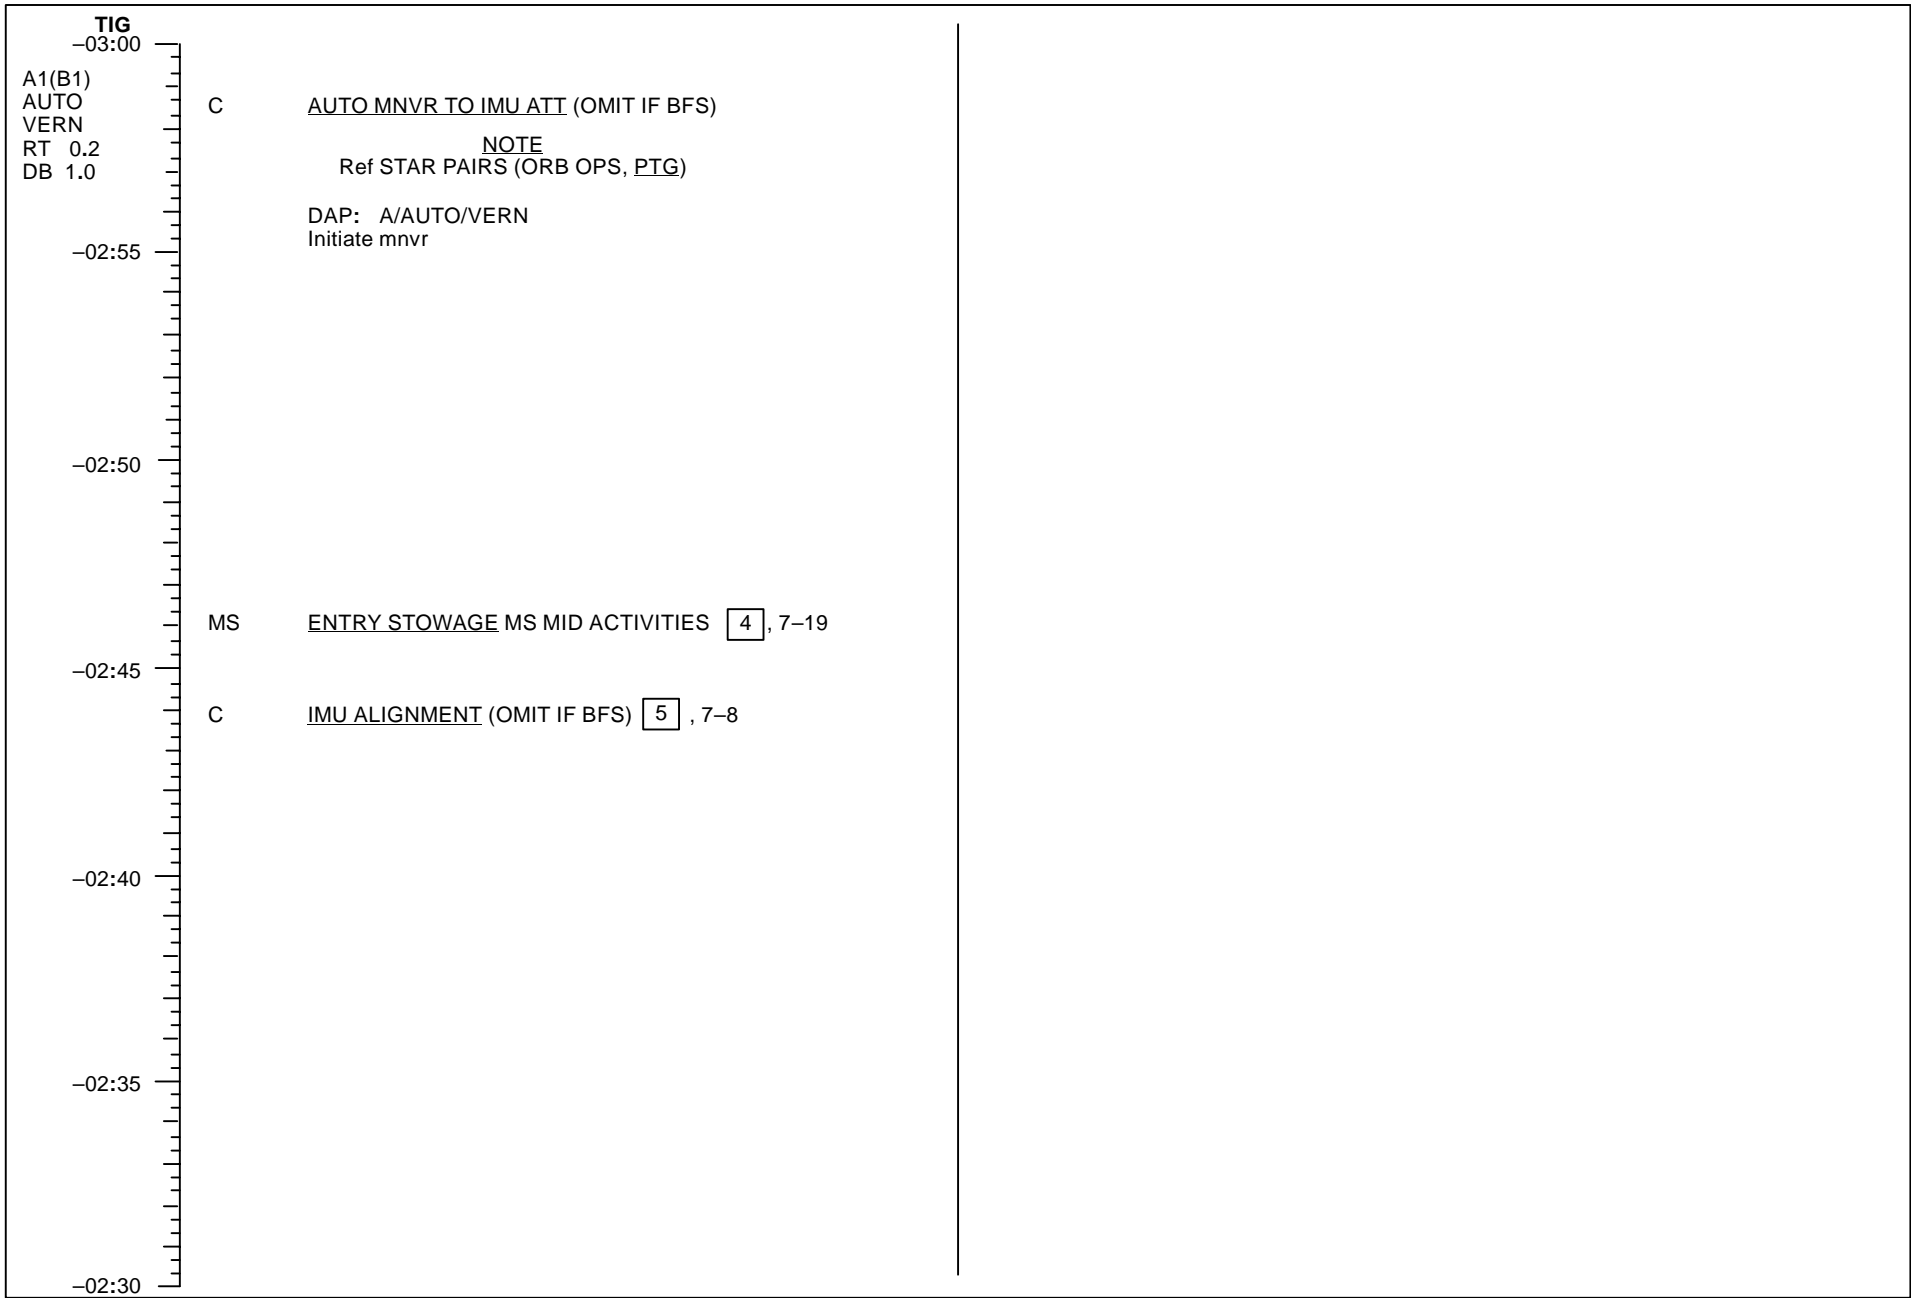 TIG
–03:00
A1(B1)
AUTO
VERN
RT 0.2
DB 1.0
C AUTO MNVR TO IMU ATT (OMIT IF BFS)
NOTE
Ref STAR PAIRS (ORB OPS, PTG)
DAP: A/AUTO/VERN
Initiate mnvr
–02:55
–02:50
MS ENTRY STOWAGE MS MID ACTIVITIES 4 , 7–19
–02:45
C IMU ALIGNMENT (OMIT IF BFS) 5 , 7–8
–02:40
–02:35
–02:30